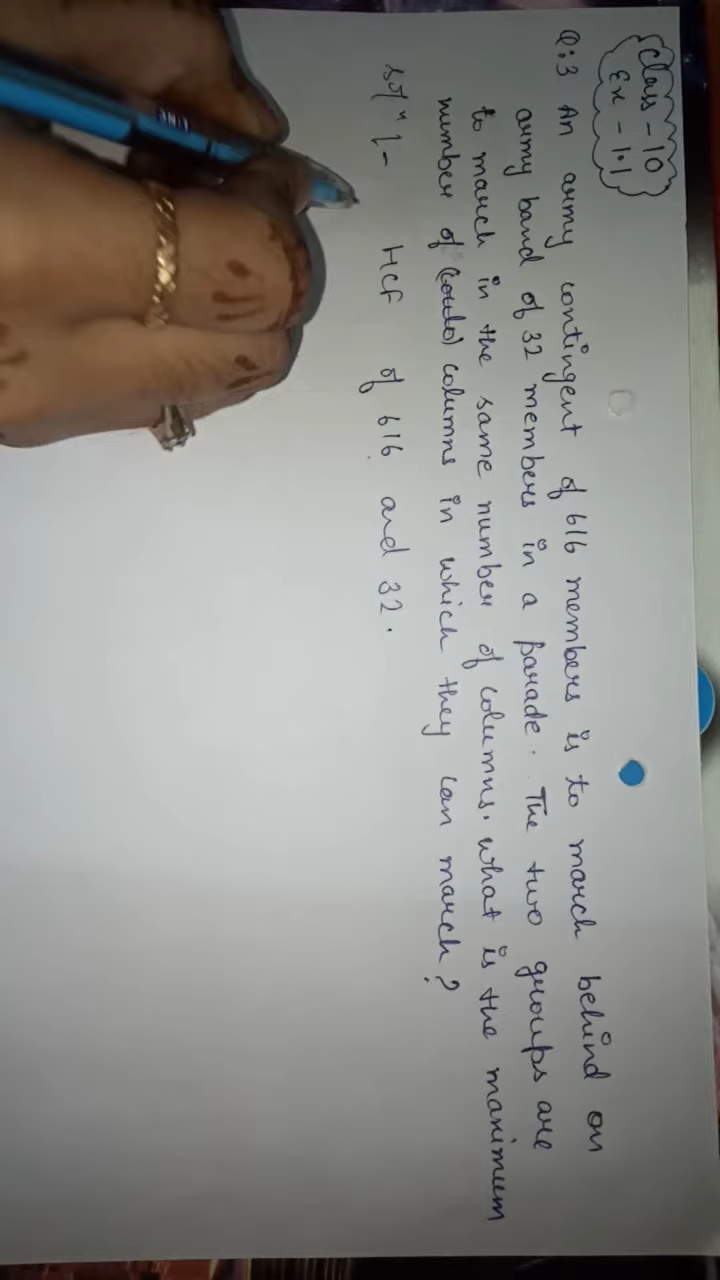 Class - 10
Ex - 1.1
Q:3 An army contingent of 616 members is to march behind an
army band of 32 members in a parade. The two groups are
to march in the same number of columns. what is the maximum
number of (coulo) columns in which they can march?
Solⁿ :- HCF of 616 and 32.